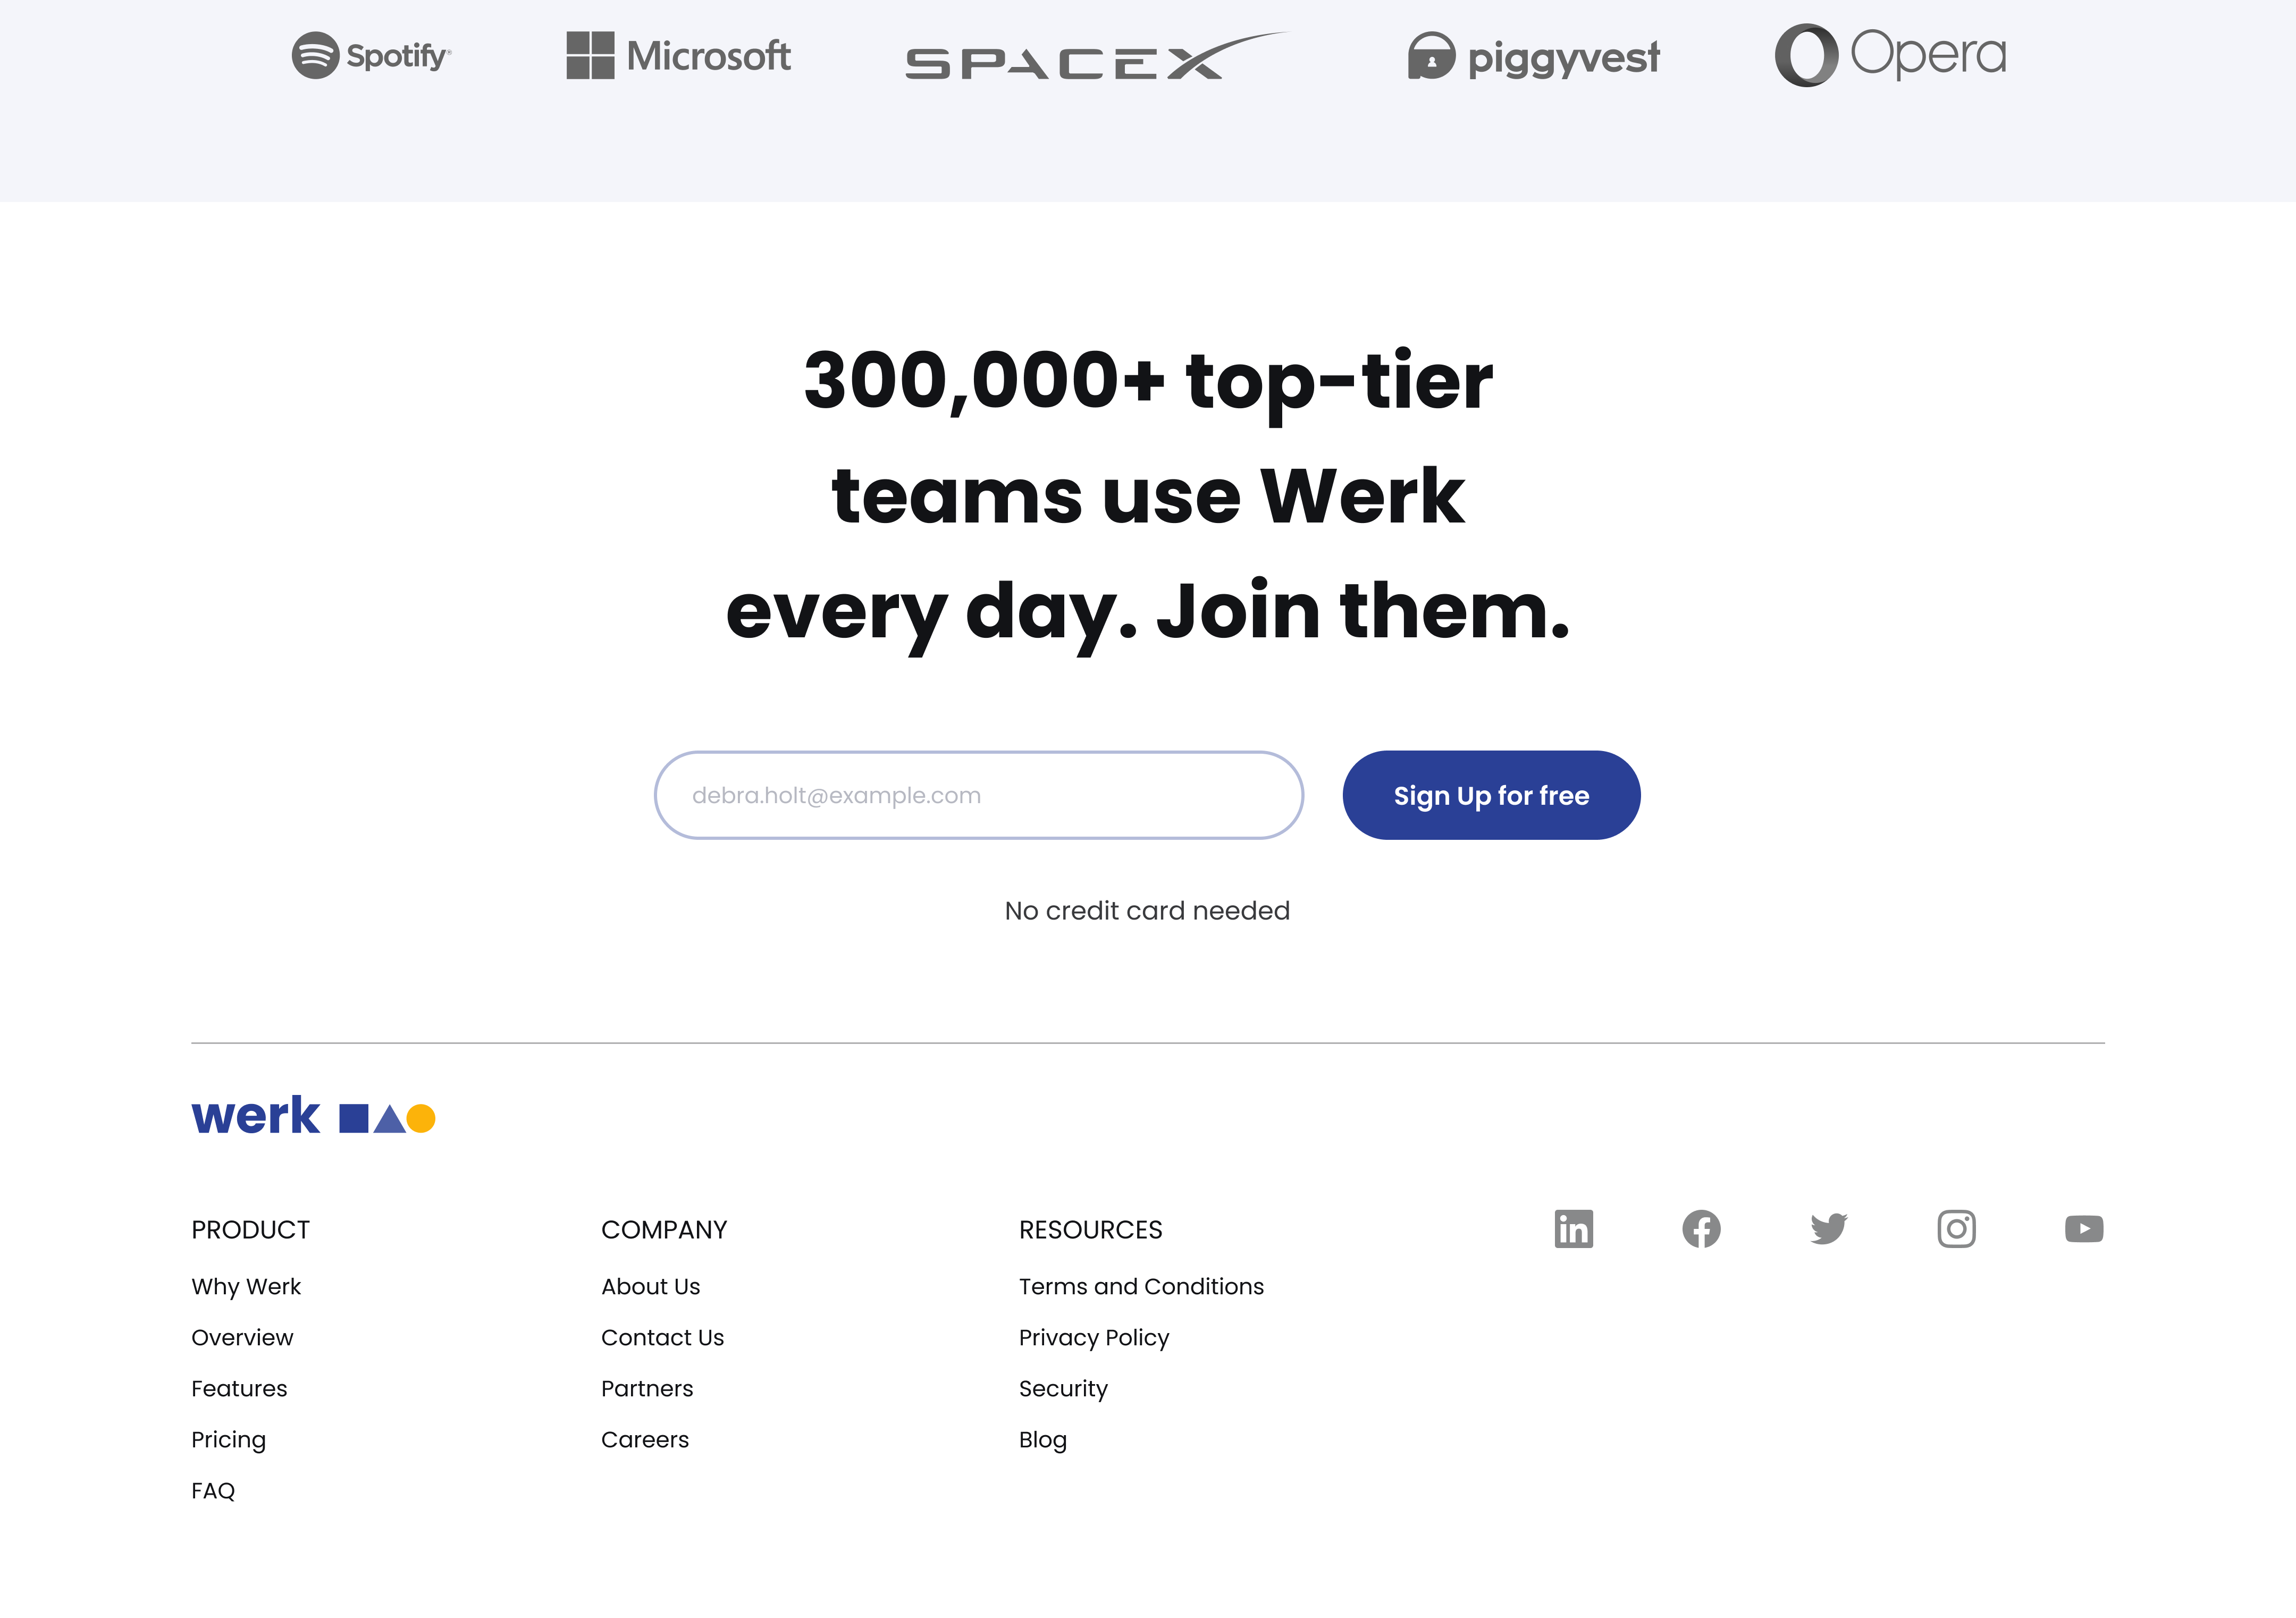 Spotify
Microsoft
SPACEX
piggyvest
Opera
300,000+ top-tier
teams use Werk
every day. Join them.
debra.holt@example.com
Sign Up for free
No credit card needed
werk
PRODUCT
Why Werk
Overview
Features
Pricing
FAQ
COMPANY
About Us
Contact Us
Partners
Careers
RESOURCES
Terms and Conditions
Privacy Policy
Security
Blog
in